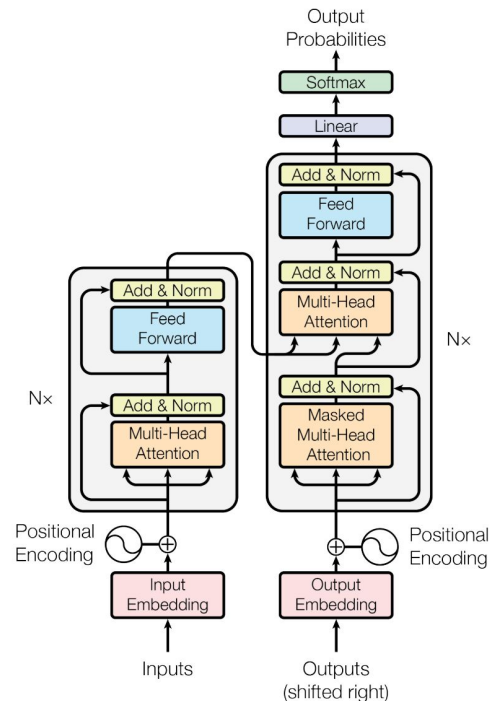 Output
Probabilities
Softmax
Linear
Add & Norm
Feed
Forward
Add & Norm
Multi-Head
Attention
Add & Norm
Masked
Multi-Head
Attention
N×
Add & Norm
Feed
Forward
Add & Norm
Multi-Head
Attention
N×
Positional
Encoding
Positional
Encoding
Input
Embedding
Output
Embedding
Inputs
Outputs
(shifted right)